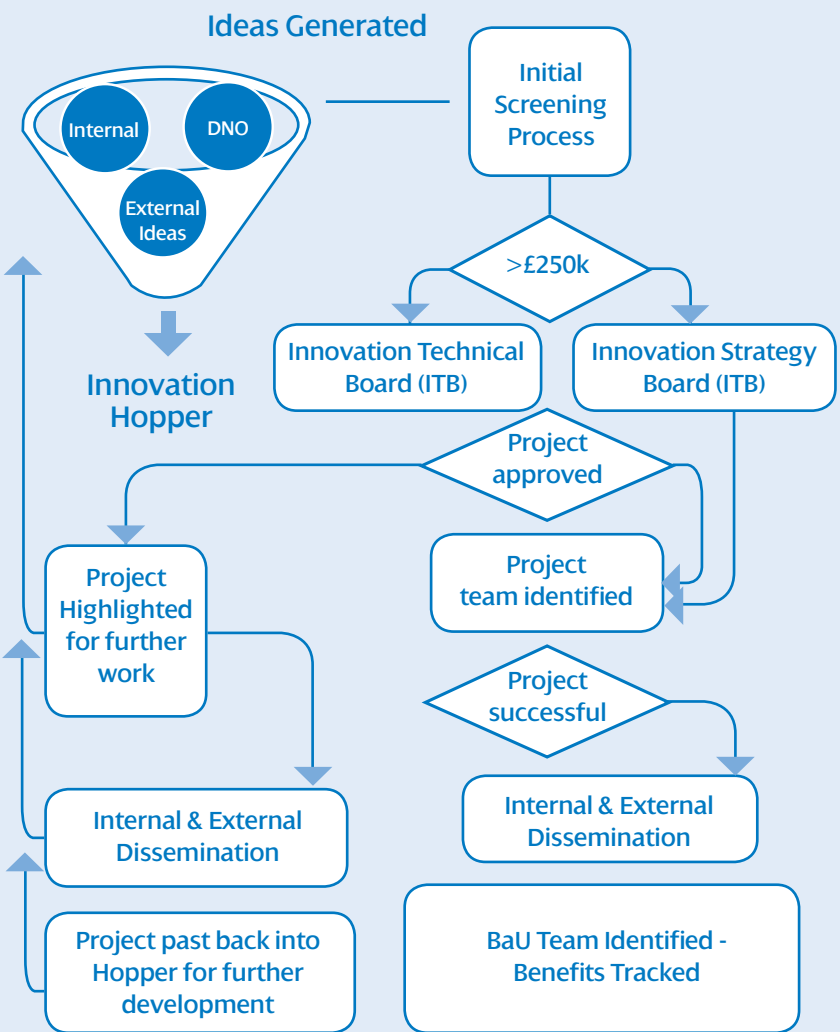 Ideas Generated
Internal
DNO
External
Ideas
Initial
Screening
Process
>£250k
Innovation
Hopper
Innovation Technical
Board (ITB)
Innovation Strategy
Board (ITB)
Project
approved
Project
Highlighted
for further
work
Project
team identified
Project
successful
Internal & External
Dissemination
Internal & External
Dissemination
Project past back into
Hopper for further
development
BaU Team Identified -
Benefits Tracked